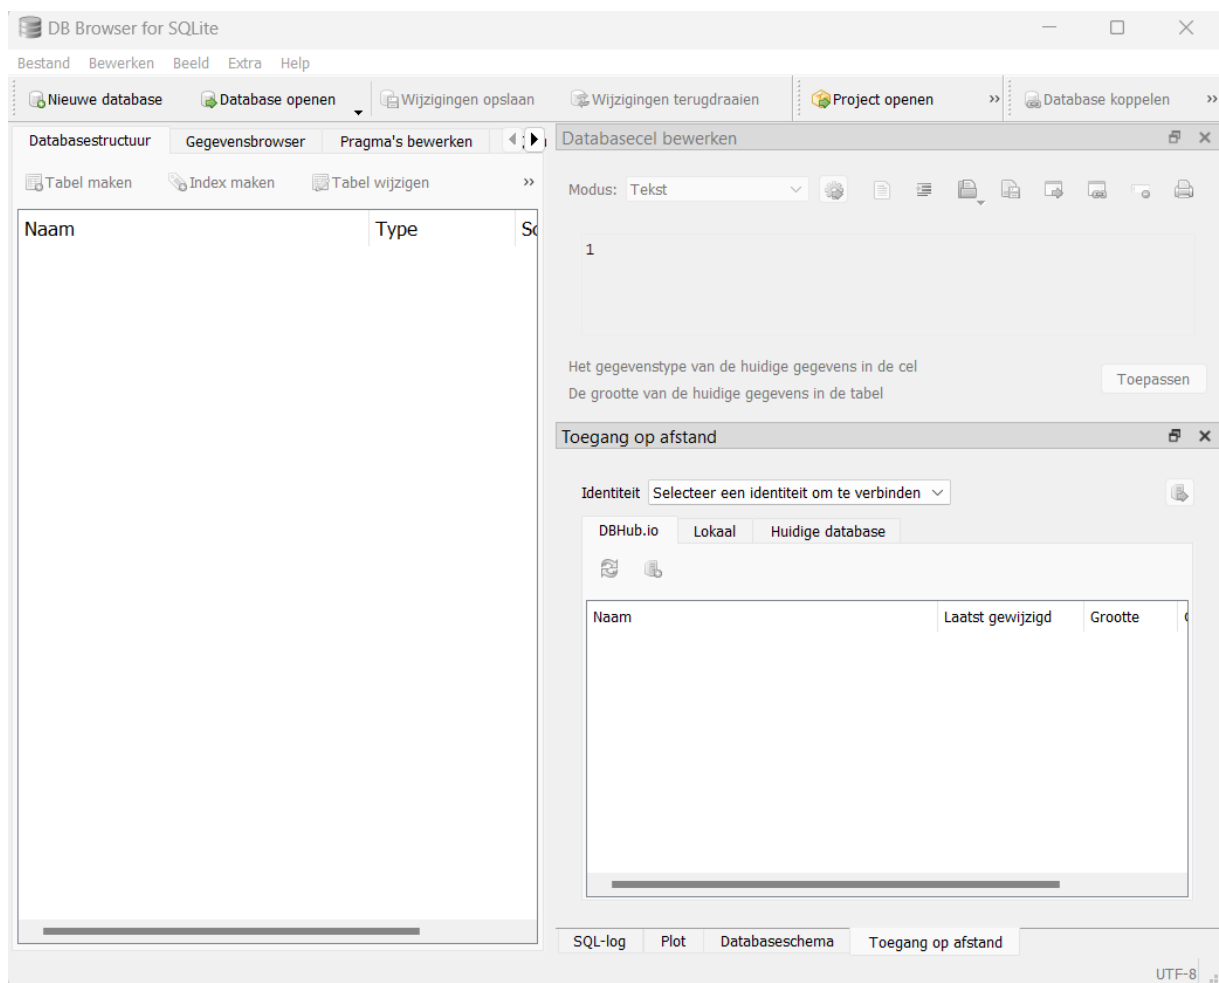 DB Browser for SQLite
Bestand Bewerken Beeld Extra Help
Nieuwe database Database openen Wijzigingen opslaan Wijzigingen terugdraaien Project openen » Database koppelen »
Databasestructuur Gegevensbrowser Pragma's bewerken
Tabel maken Index maken Tabel wijzigen »
Naam Type
Databasecel bewerken
Modus: Tekst
1
Het gegevenstype van de huidige gegevens in de cel
De grootte van de huidige gegevens in de tabel
Toepassen
Toegang op afstand
Identiteit Selecteer een identiteit om te verbinden
DBHub.io Lokaal Huidige database
Naam Laatst gewijzigd Grootte
SQL-log Plot Databaseschema Toegang op afstand
UTF-8